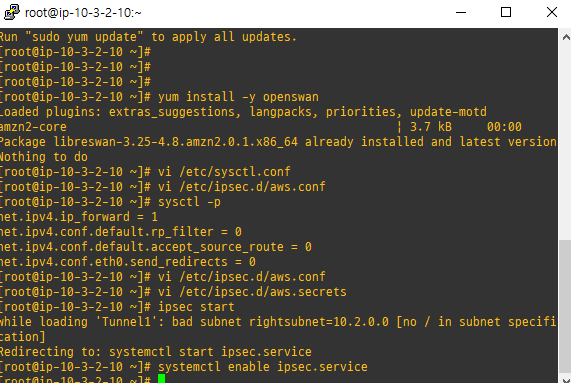 root@ip-10-3-2-10:~
Run "sudo yum update" to apply all updates.
[root@ip-10-3-2-10 ~]#
[root@ip-10-3-2-10 ~]#
[root@ip-10-3-2-10 ~]#
[root@ip-10-3-2-10 ~]# yum install -y openswan
Loaded plugins: extras_suggestions, langpacks, priorities, update-motd
amzn2-core | 3.7 kB 00:00
Package libreswan-3.25-4.8.amzn2.0.1.x86_64 already installed and latest version
Nothing to do
[root@ip-10-3-2-10 ~]# vi /etc/sysctl.conf
[root@ip-10-3-2-10 ~]# vi /etc/ipsec.d/aws.conf
[root@ip-10-3-2-10 ~]# sysctl -p
net.ipv4.ip_forward = 1
net.ipv4.conf.default.rp_filter = 0
net.ipv4.conf.default.accept_source_route = 0
net.ipv4.conf.eth0.send_redirects = 0
[root@ip-10-3-2-10 ~]# vi /etc/ipsec.d/aws.conf
[root@ip-10-3-2-10 ~]# vi /etc/ipsec.d/aws.secrets
[root@ip-10-3-2-10 ~]# ipsec start
while loading 'Tunnel1': bad subnet rightsubnet=10.2.0.0 [no / in subnet specifi
cation]
Redirecting to: systemctl start ipsec.service
[root@ip-10-3-2-10 ~]# systemctl enable ipsec.service
[root@ip-10-3-2-10 ~]#